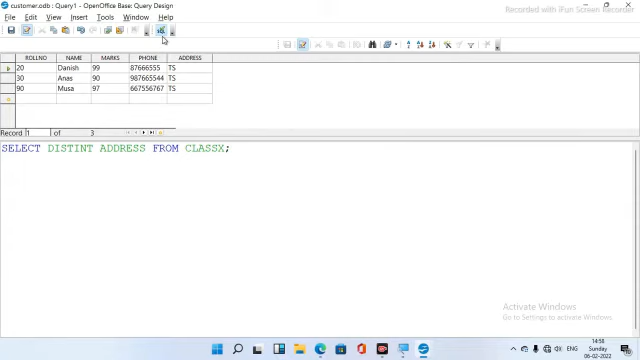 customer.odb : Query1 - OpenOffice Base: Query Design
Recorded with iFun Screen Recorder
File Edit View Insert Tools Window Help
ROLLNO NAME MARKS PHONE ADDRESS
20 Danish 99 87666555 TS
30 Anas 90 987665544 TS
90 Musa 97 667556767 TS
Record 1 of 3
SELECT DISTINT ADDRESS FROM CLASSX;
Activate Windows
Go to Settings to activate Windows.
ENG
14:58
Sunday
06-02-2022